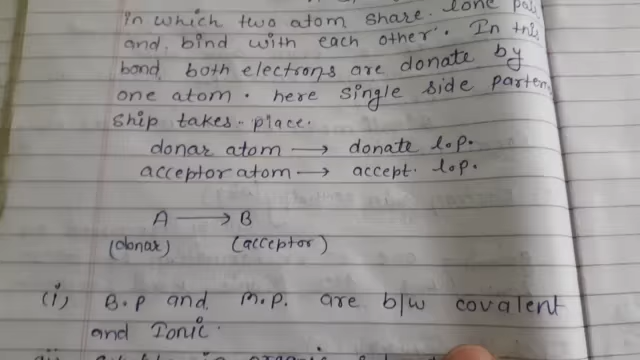 in which two atom share. lone pair
and. bind with each other. In this
bond, both electrons are donate by
one atom. here single side partern
ship takes-place.
donar atom → donate l.p.
acceptor atom → accept. l.p.
A → B
(donar) (acceptor)
(i) B.P and M.P. are b/w covalent
and Ionic.